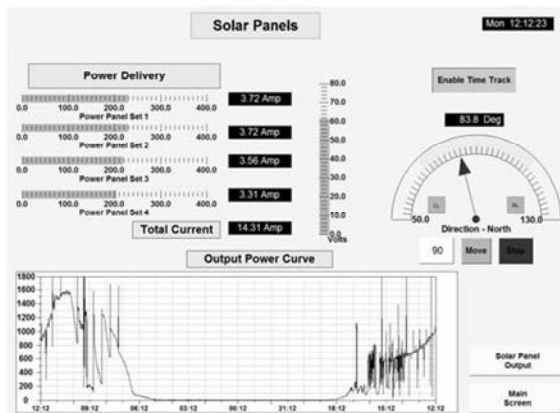 Solar Panels
Mon 12:12:23
Power Delivery
0.0 100.0 200.0 300.0 400.0
Power Panel Set 1
3.72 Amp
0.0 100.0 200.0 300.0 400.0
Power Panel Set 2
3.72 Amp
0.0 100.0 200.0 300.0 400.0
Power Panel Set 3
3.56 Amp
0.0 100.0 200.0 300.0 400.0
Power Panel Set 4
3.31 Amp
Total Current
14.31 Amp
80.0
70.0
60.0
50.0
40.0
30.0
20.0
10.0
0.0
Volts
Enable Time Track
83.8 Deg
50.0
130.0
Direction - North
90
Move
Stop
Output Power Curve
1800
1600
1400
1200
1000
800
600
400
200
0
12:12 09:12 06:12 03:12 00:12 21:12 18:12 15:12 12:12
Solar Panel
Output
Main
Screen